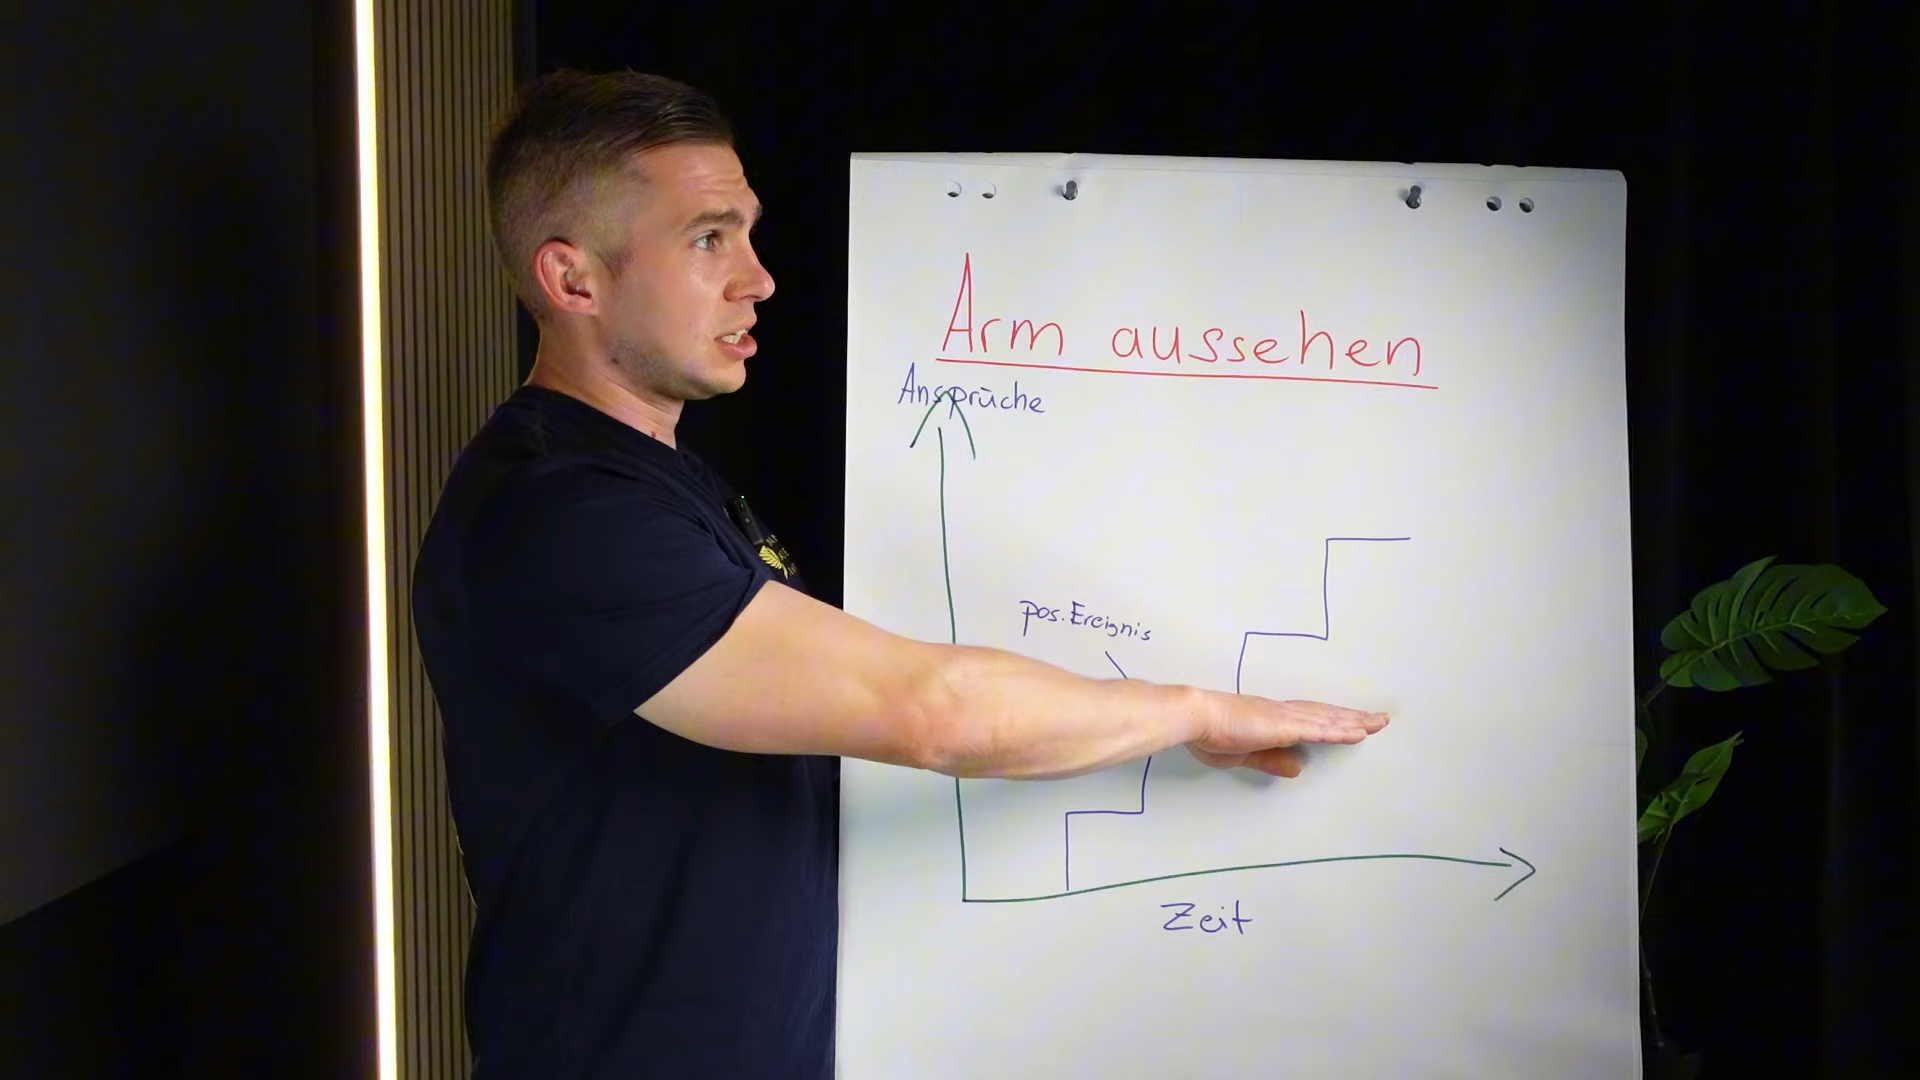 Arm aussehen
Ansprüche
pos. Ereignis
Zeit